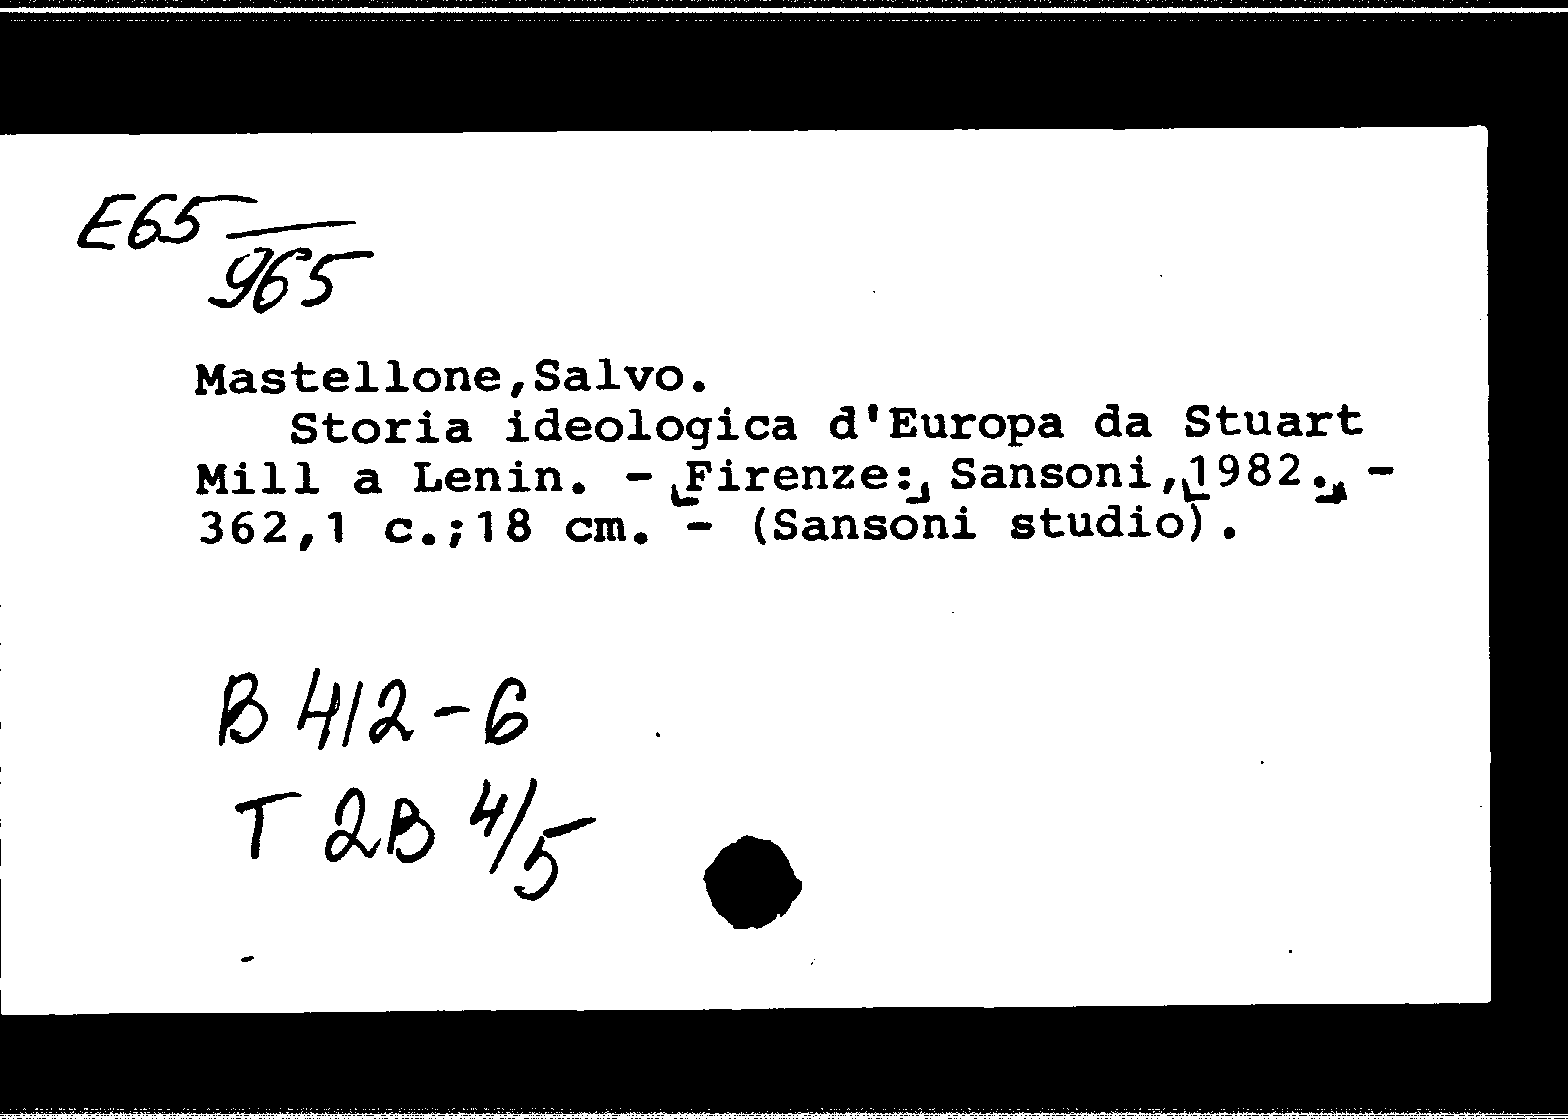 E65
965
Mastellone,Salvo.
Storia ideologica d'Europa da Stuart
Mill a Lenin. - Firenze: Sansoni, 1982. -
362,1 c.;18 cm. - (Sansoni studio).
B 412-6
T 2B 4/5